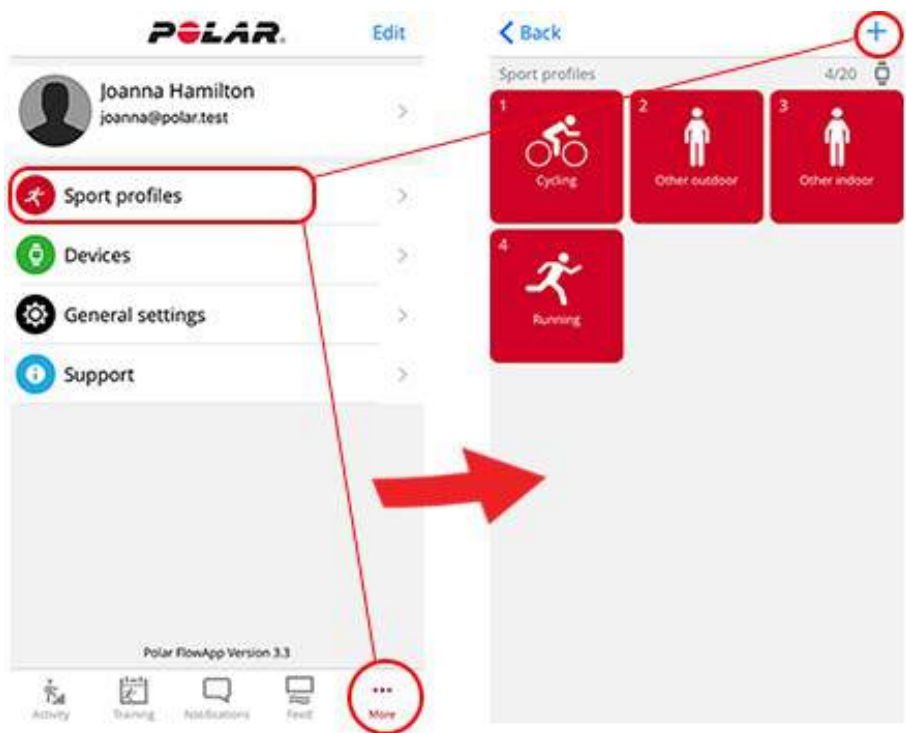 POLAR.
Edit
Joanna Hamilton
joanna@polar.test
Sport profiles
Devices
General settings
Support
Polar FlowApp Version 3.3
Activity
Training
Notifications
Feed
More
Back
Sport profiles
4/20
1
Cycling
2
Other outdoor
3
Other indoor
4
Running